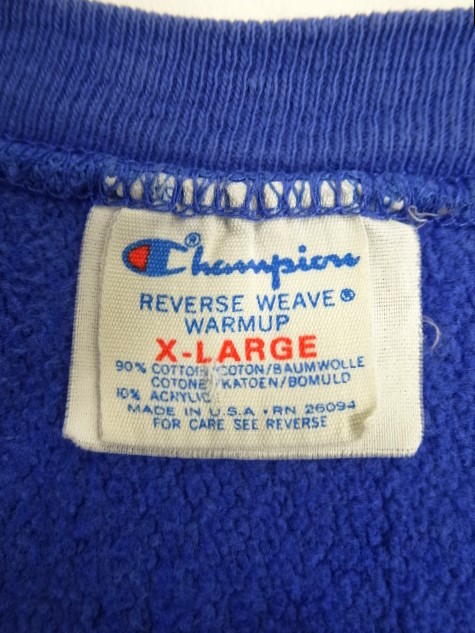 Champion®
REVERSE WEAVE®
WARMUP
X-LARGE
90% COTTON/COTON/BAUMWOLLE
COTONE/KATOEN/BOMULD
10% ACRYLIC
MADE IN U.S.A • RN 26094
FOR CARE SEE REVERSE